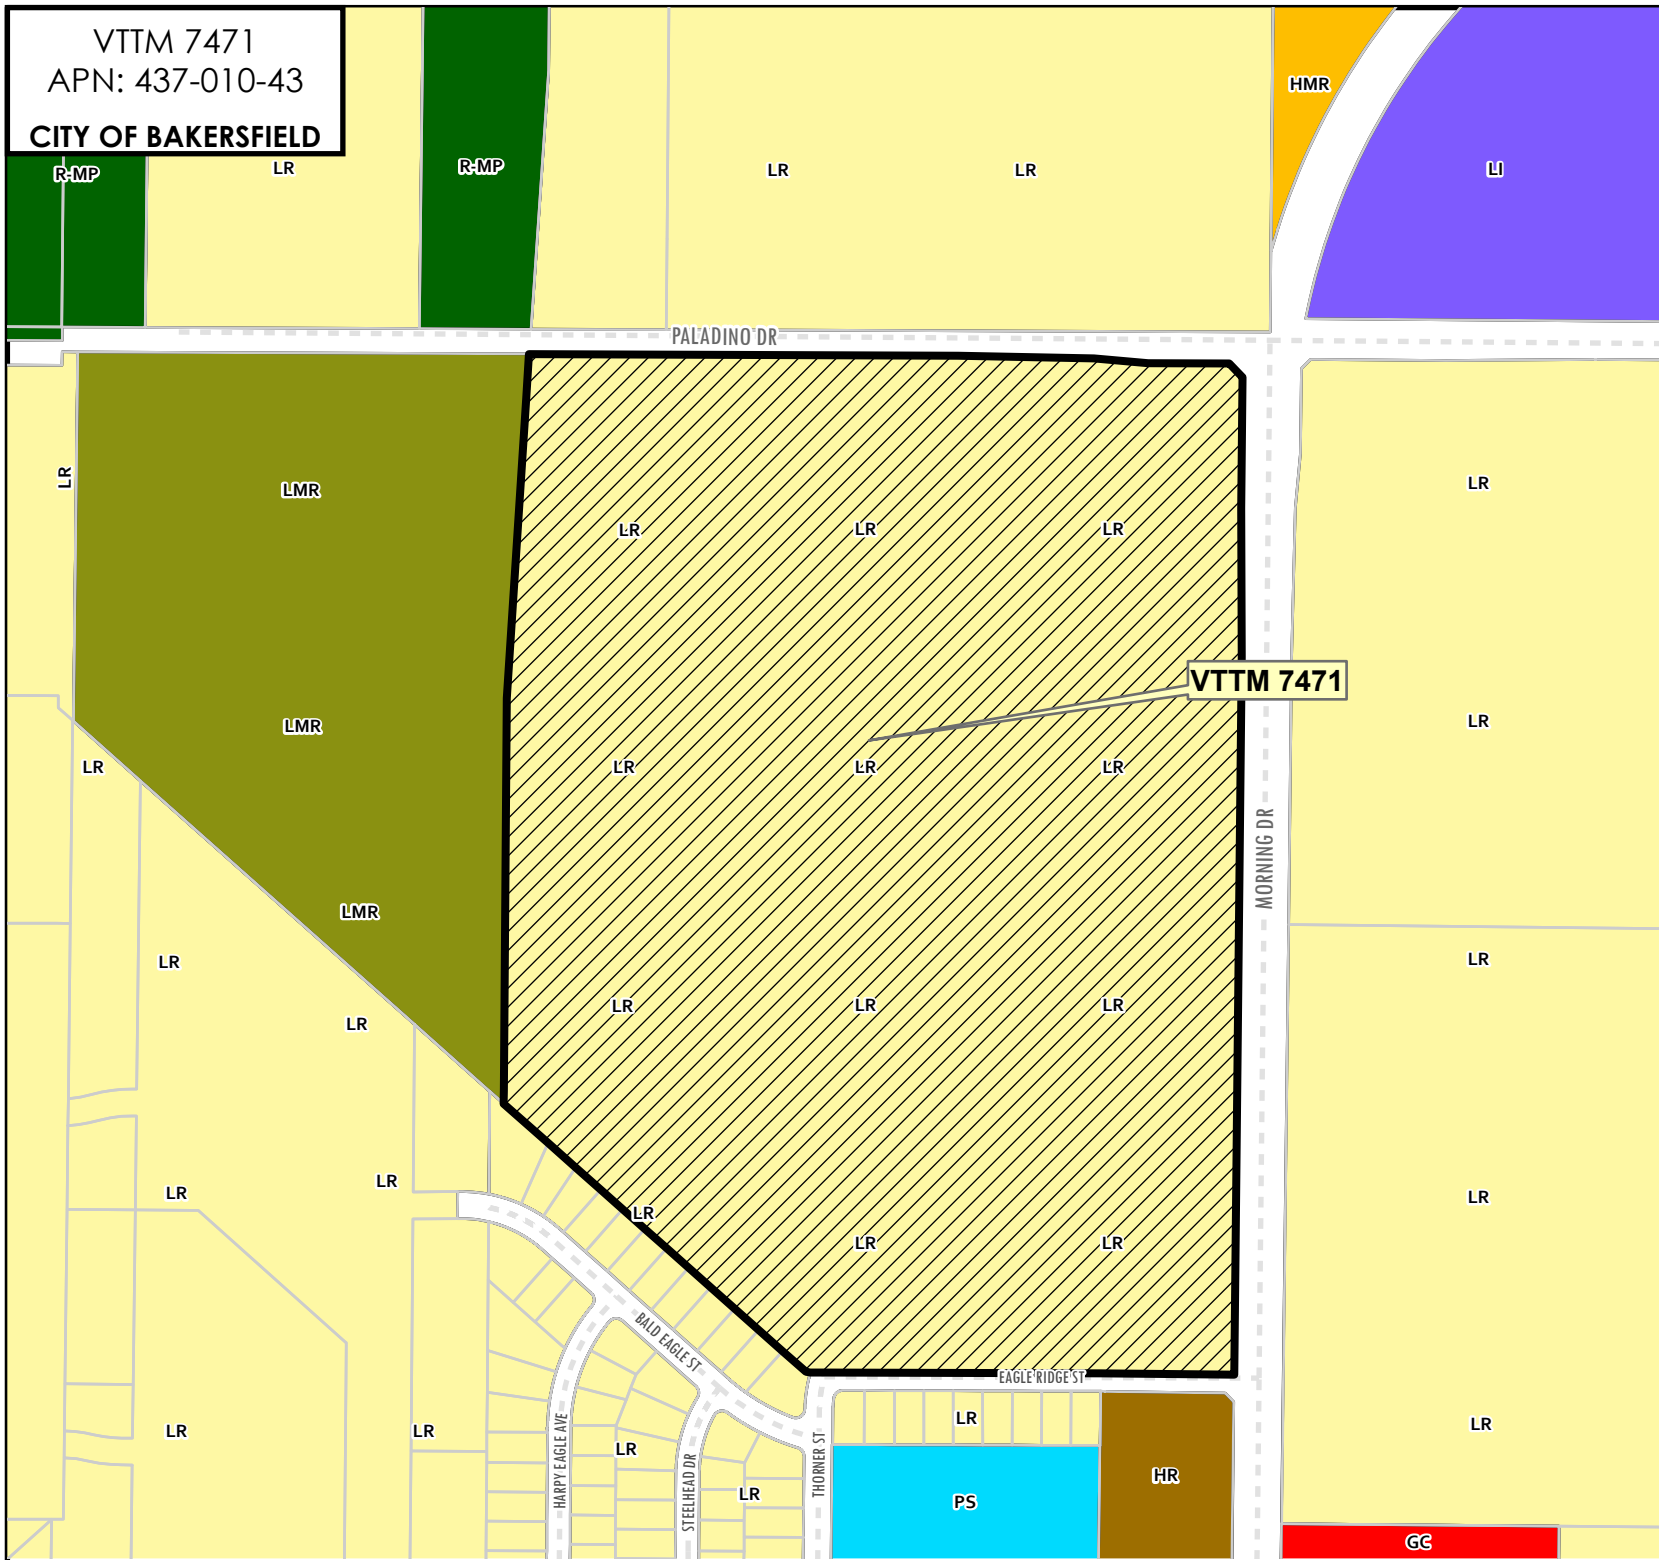 VTTM 7471
APN: 437-010-43
CITY OF BAKERSFIELD
HMR
R-MP
LR
R-MP
LR
LR
LI
PALADINO DR
LR
LMR
LR
LR
LR
LR
VTTM 7471
LMR
LR
LR
LR
LR
LR
MORNING DR
LMR
LR
LR
LR
LR
LR
LR
LR
LR
LR
LR
LR
LR
LR
BALD EAGLE ST
EAGLE RIDGE ST
LR
LR
LR
LR
LR
HARPY EAGLE AVE
STEELHEAD DR
THORNER ST
LR
PS
HR
GC